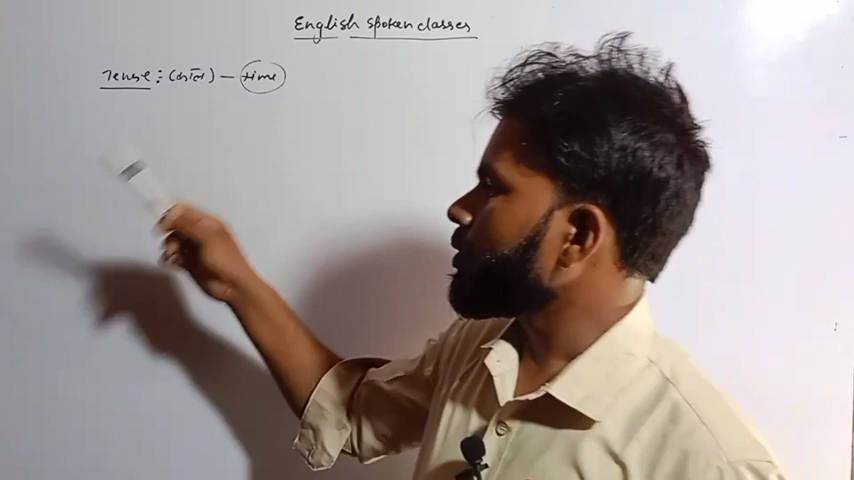 English spoken classes
Tense : (काल) — time